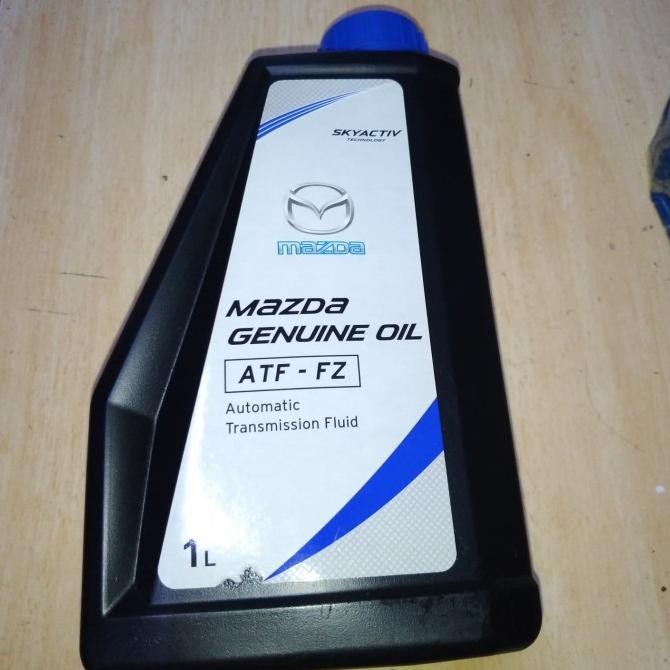 SKYACTIV
TECHNOLOGY
mazda
mazda
GENUINE OIL
ATF - FZ
Automatic
Transmission Fluid
1L